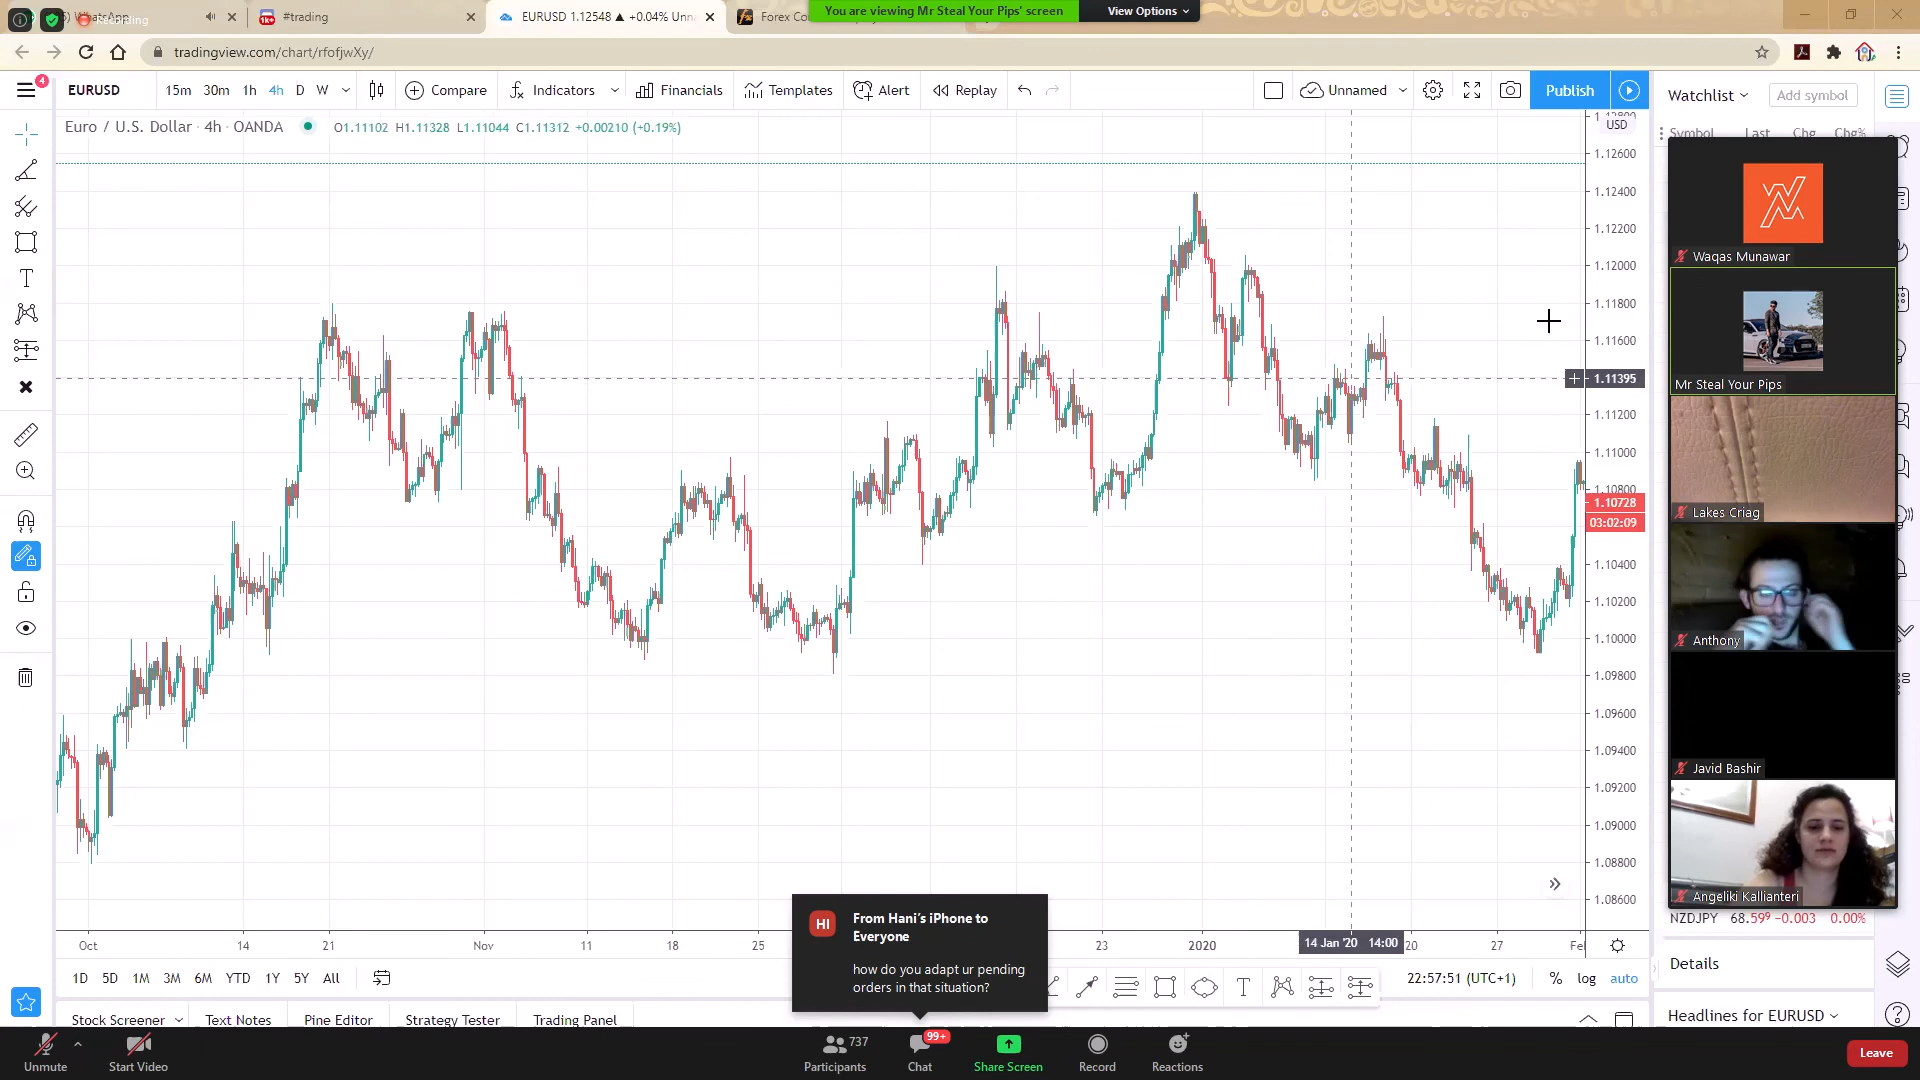 WhatsApp
Recording
#trading
EURUSD 1.12548 ▲ +0.04% Unn
Forex Co
You are viewing Mr Steal Your Pips' screen
View Options
tradingview.com/chart/rfofjwXy/
4
EURUSD
15m
30m
1h
4h
D
W
Compare
Indicators
Financials
Templates
Alert
Replay
Unnamed
Publish
Watchlist
Add symbol
Euro / U.S. Dollar · 4h · OANDA
O1.11102 H1.11328 L1.11044 C1.11312 +0.00210 (+0.19%)
USD
Symbol Last Chg Chg%
1.12600
1.12400
1.12200
1.12000
1.11800
1.11600
1.11395
1.11200
1.11000
1.10800
1.10728
03:02:09
1.10400
1.10200
1.10000
1.09800
1.09600
1.09400
1.09200
1.09000
1.08800
1.08600
Waqas Munawar
Mr Steal Your Pips
Lakes Criag
Anthony
Javid Bashir
Angeliki Kallianteri
NZDJPY 68.599 −0.003 0.00%
Oct
14
21
Nov
11
18
25
23
2020
14 Jan '20 14:00
20
27
Fel
HI
From Hani's iPhone to
Everyone
how do you adapt ur pending
orders in that situation?
1D
5D
1M
3M
6M
YTD
1Y
5Y
All
22:57:51 (UTC+1)
%
log
auto
Details
Stock Screener
Text Notes
Pine Editor
Strategy Tester
Trading Panel
Headlines for EURUSD
Unmute
Start Video
737
Participants
99+
Chat
Share Screen
Record
Reactions
Leave